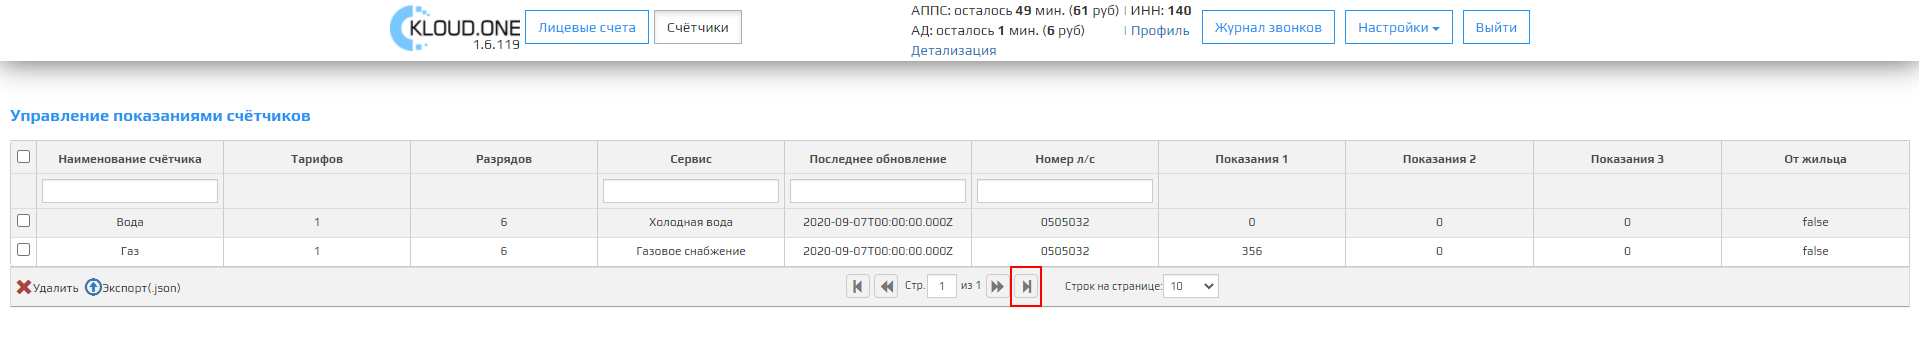 KLOUD.ONE
1.6.119
Лицевые счета
Счётчики
АППС: осталось 49 мин. (61 руб) | ИНН: 140
АД: осталось 1 мин. (6 руб) | Профиль
Детализация
Журнал звонков
Настройки
Выйти
Управление показаниями счётчиков
Наименование счётчика Тарифов Разрядов Сервис Последнее обновление Номер л/с Показания 1 Показания 2 Показания 3 От жильца
Вода 1 6 Холодная вода 2020-09-07T00:00:00.000Z 0505032 0 0 0 false
Газ 1 6 Газовое снабжение 2020-09-07T00:00:00.000Z 0505032 356 0 0 false
Удалить Экспорт(.json) Стр. 1 из 1 Строк на странице: 10